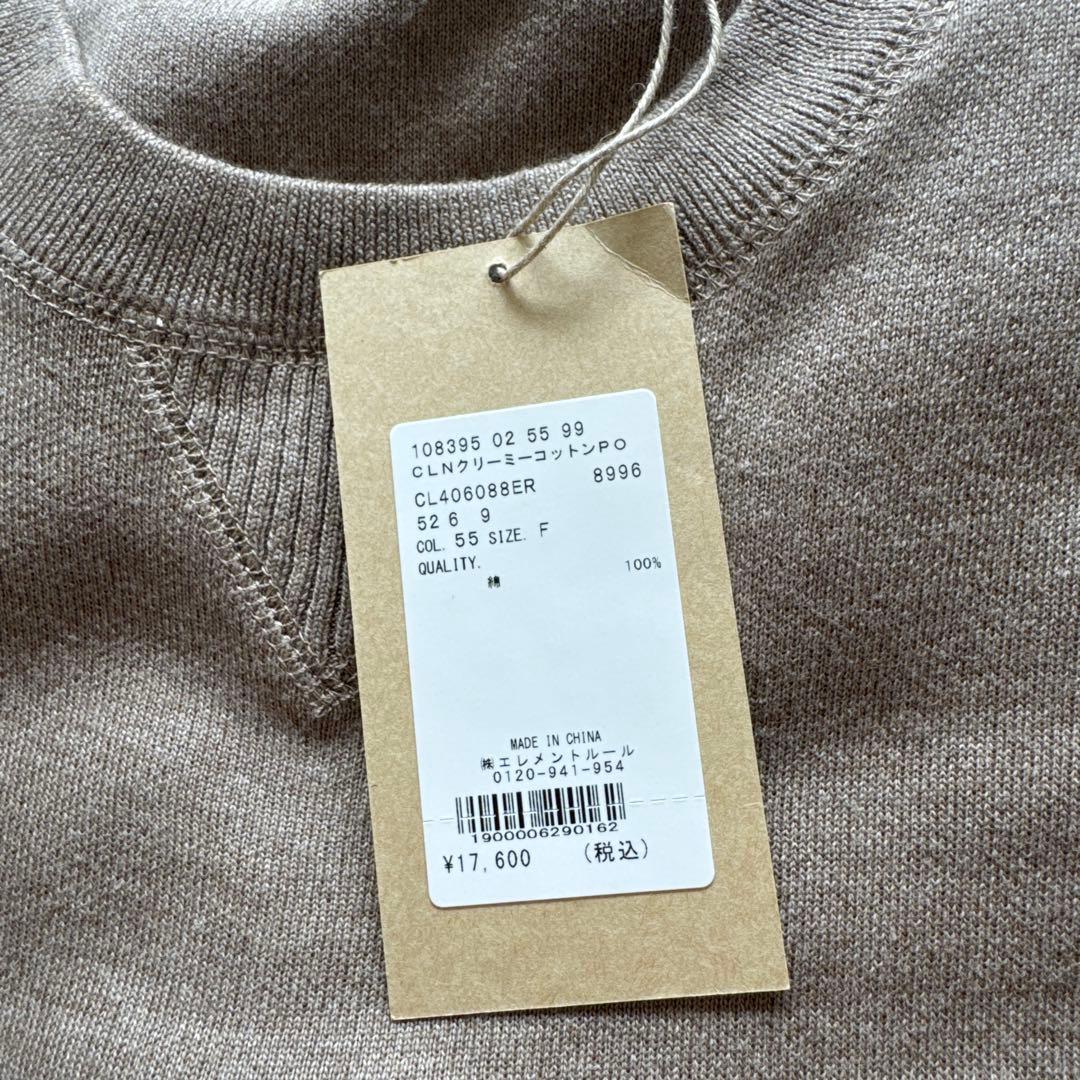 108395 02 55 99
CLNクリーミーコットンPO
CL406088ER 8996
52 6 9
COL. 55 SIZE. F
QUALITY.
綿 100%
MADE IN CHINA
㈱エレメントルール
0120-941-954
1900006290162
¥17,600 (税込)